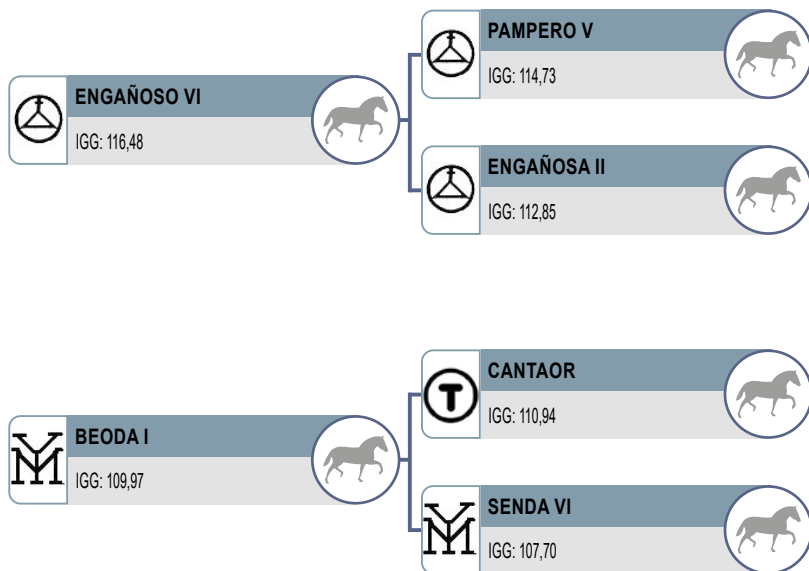 PAMPERO V
IGG: 114,73
ENGAÑOSO VI
IGG: 116,48
ENGAÑOSA II
IGG: 112,85
CANTAOR
T
IGG: 110,94
BEODA I
IGG: 109,97
SENDA VI
IGG: 107,70